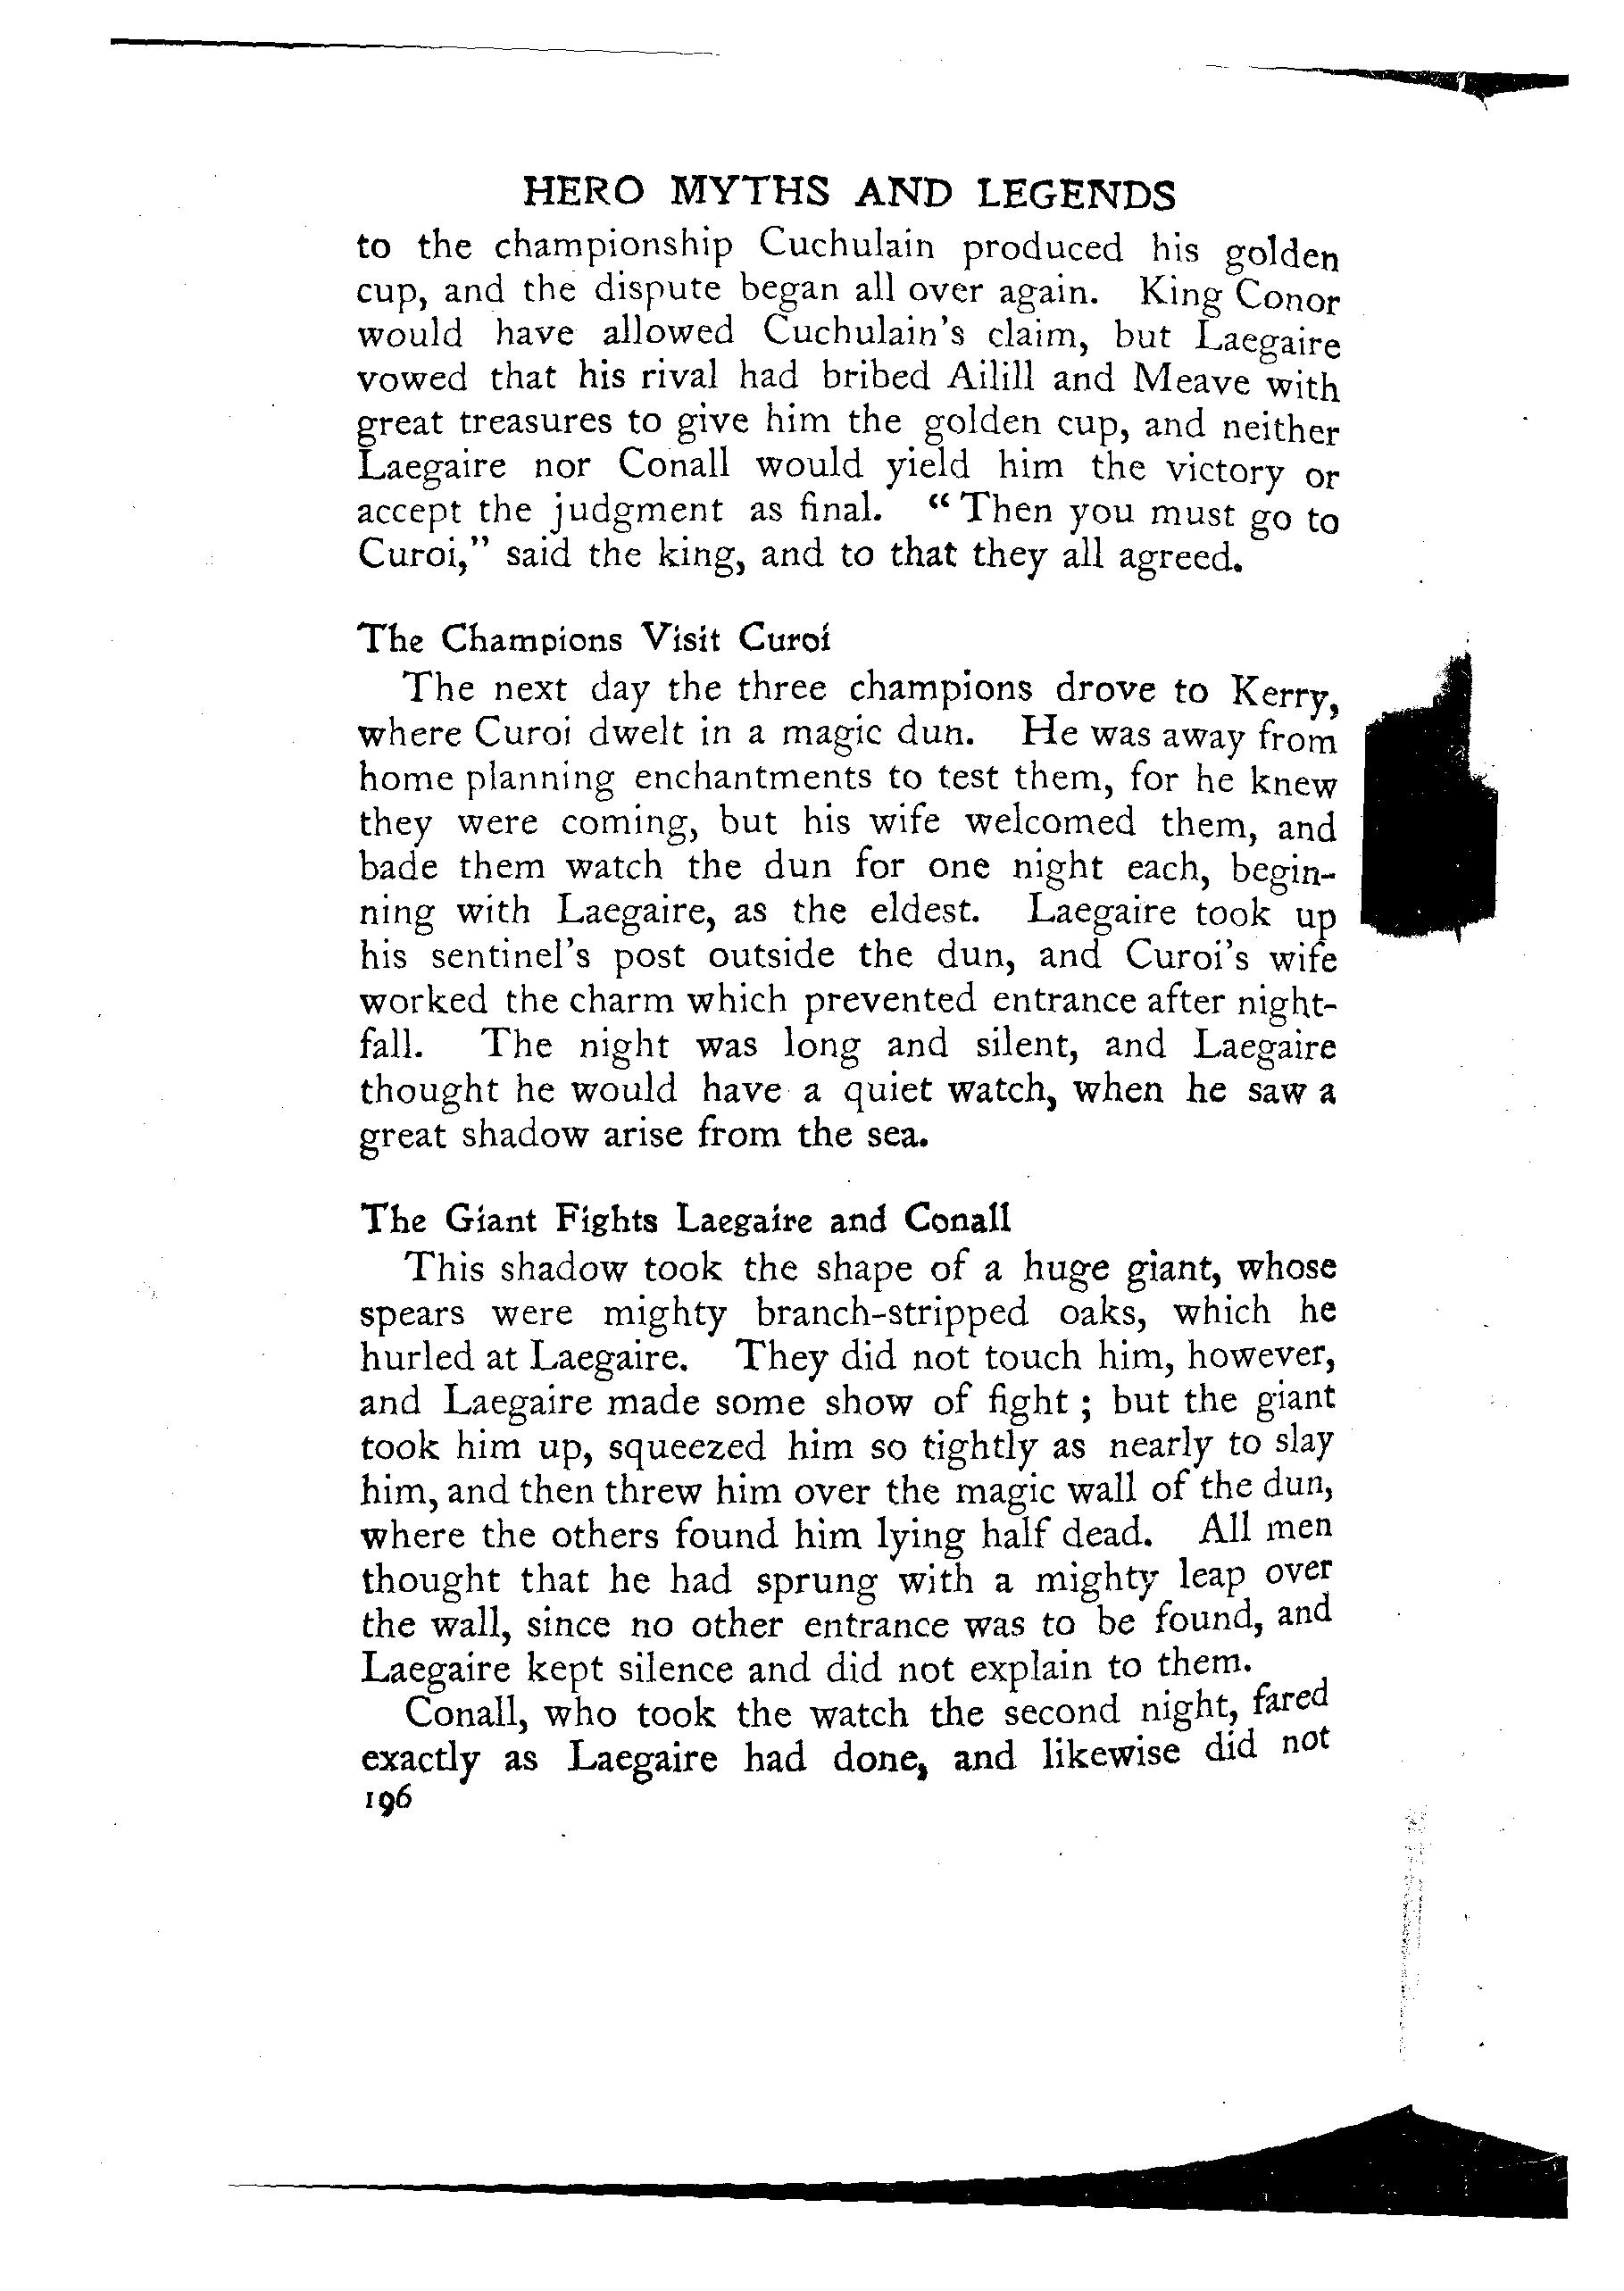 HERO MYTHS AND LEGENDS
to the championship Cuchulain produced his golden
cup, and the dispute began all over again. King Conor
would have allowed Cuchulain's claim, but Laegaire
vowed that his rival had bribed Ailill and Meave with
great treasures to give him the golden cup, and neither
Laegaire nor Conall would yield him the victory or
accept the judgment as final. “ Then you must go to
Curoi,” said the king, and to that they all agreed.
The Champions Visit Curoi
The next day the three champions drove to Kerry,
where Curoi dwelt in a magic dun. He was away from
home planning enchantments to test them, for he knew
they were coming, but his wife welcomed them, and
bade them watch the dun for one night each, begin-
ning with Laegaire, as the eldest. Laegaire took up
his sentinel's post outside the dun, and Curoi's wife
worked the charm which prevented entrance after night-
fall. The night was long and silent, and Laegaire
thought he would have a quiet watch, when he saw a
great shadow arise from the sea.
The Giant Fights Laegaire and Conall
This shadow took the shape of a huge giant, whose
spears were mighty branch-stripped oaks, which he
hurled at Laegaire. They did not touch him, however,
and Laegaire made some show of fight ; but the giant
took him up, squeezed him so tightly as nearly to slay
him, and then threw him over the magic wall of the dun,
where the others found him lying half dead. All men
thought that he had sprung with a mighty leap over
the wall, since no other entrance was to be found, and
Laegaire kept silence and did not explain to them.
Conall, who took the watch the second night, fared
exactly as Laegaire had done, and likewise did not
196